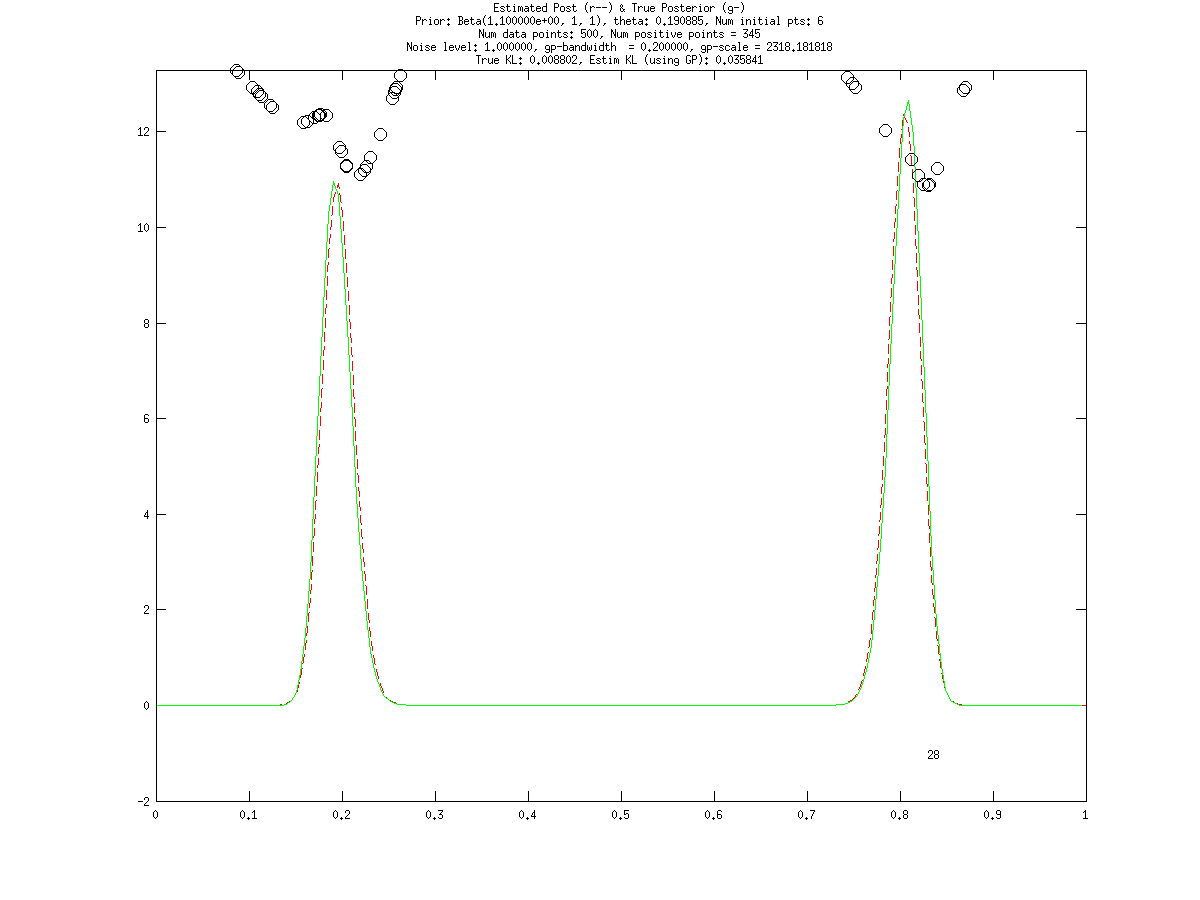 Estimated Post (r--) & True Posterior (g-)
Prior: Beta(1.100000e+00, 1, 1), theta: 0.190885, Num initial pts: 6
Num data points: 500, Num positive points = 345
Noise level: 1.000000, gp-bandwidth  = 0.200000, gp-scale = 2318.181818
True KL: 0.008802, Estim KL (using GP): 0.035841
12
10
8
6
4
2
0
28
-2
0 0.1 0.2 0.3 0.4 0.5 0.6 0.7 0.8 0.9 1